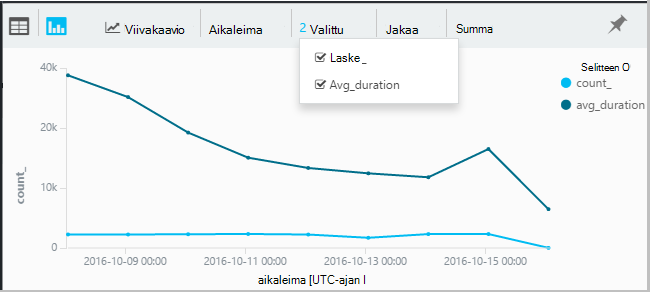 Viivakaavio Aikaleima 2 Valittu Jakaa Summa
Laske_
Avg_duration
Selitteen O
count_
avg_duration
40k
20k
10k
0
count_
2016-10-09 00:00 2016-10-11 00:00 2016-10-13 00:00 2016-10-15 00:00
aikaleima [UTC-ajan l